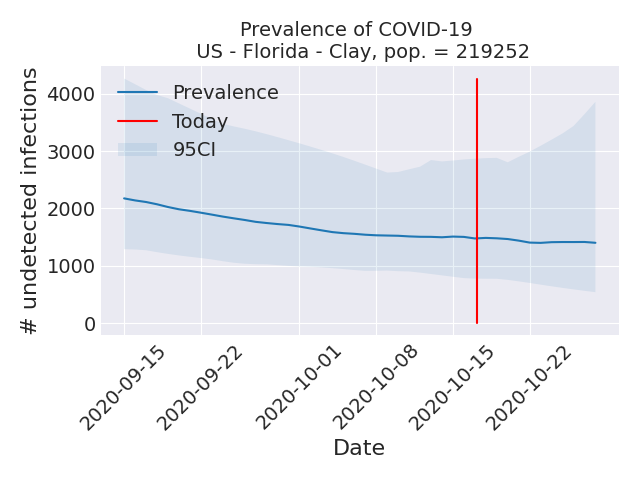 Prevalence of COVID-19
US - Florida - Clay, pop. = 219252
# undetected infections
4000
3000
2000
1000
0
Prevalence
Today
95CI
2020-09-15
2020-09-22
2020-10-01
2020-10-08
2020-10-15
2020-10-22
Date